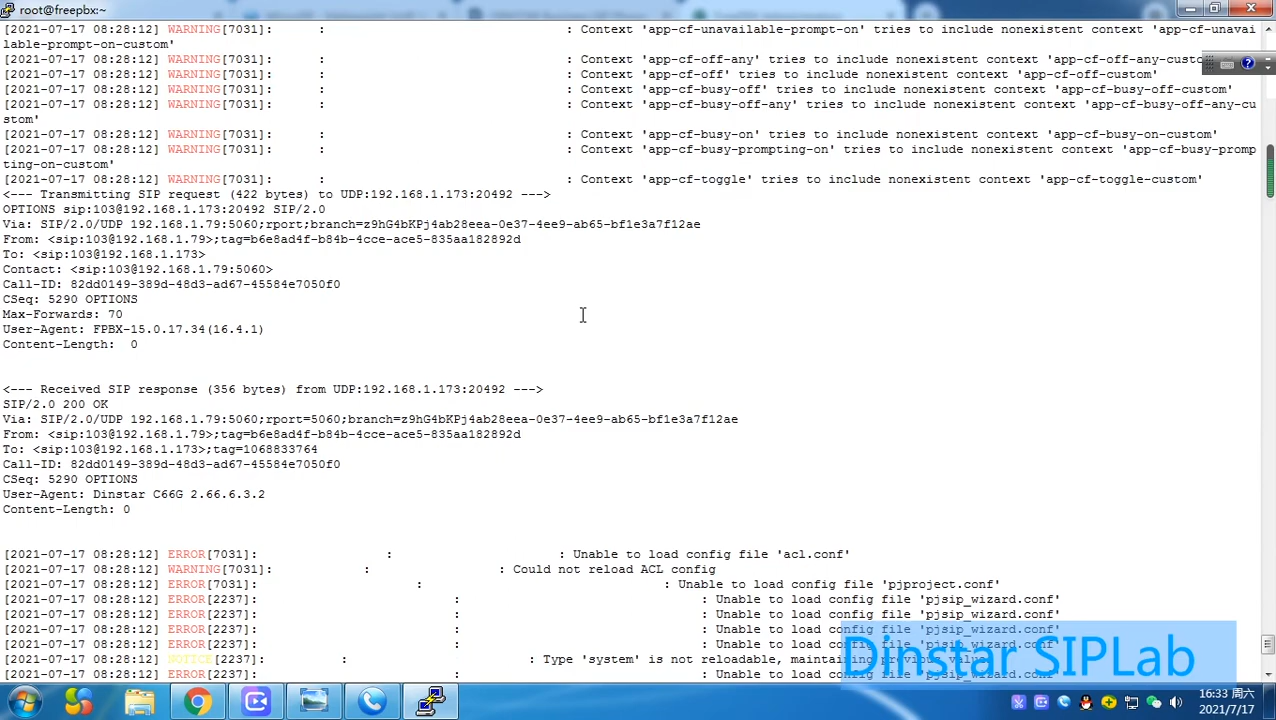 root@freepbx:~
[2021-07-17 08:28:12] WARNING[7031]: : : Context 'app-cf-unavailable-prompt-on' tries to include nonexistent context 'app-cf-unavai
lable-prompt-on-custom'
[2021-07-17 08:28:12] WARNING[7031]: : : Context 'app-cf-off-any' tries to include nonexistent context 'app-cf-off-any-custo
[2021-07-17 08:28:12] WARNING[7031]: : : Context 'app-cf-off' tries to include nonexistent context 'app-cf-off-custom'
[2021-07-17 08:28:12] WARNING[7031]: : : Context 'app-cf-busy-off' tries to include nonexistent context 'app-cf-busy-off-custom'
[2021-07-17 08:28:12] WARNING[7031]: : : Context 'app-cf-busy-off-any' tries to include nonexistent context 'app-cf-busy-off-any-cu
stom'
[2021-07-17 08:28:12] WARNING[7031]: : : Context 'app-cf-busy-on' tries to include nonexistent context 'app-cf-busy-on-custom'
[2021-07-17 08:28:12] WARNING[7031]: : : Context 'app-cf-busy-prompting-on' tries to include nonexistent context 'app-cf-busy-promp
ting-on-custom'
[2021-07-17 08:28:12] WARNING[7031]: : : Context 'app-cf-toggle' tries to include nonexistent context 'app-cf-toggle-custom'
<--- Transmitting SIP request (422 bytes) to UDP:192.168.1.173:20492 --->
OPTIONS sip:103@192.168.1.173:20492 SIP/2.0
Via: SIP/2.0/UDP 192.168.1.79:5060;rport;branch=z9hG4bKPj4ab28eea-0e37-4ee9-ab65-bf1e3a7f12ae
From: <sip:103@192.168.1.79>;tag=b6e8ad4f-b84b-4cce-ace5-835aa182892d
To: <sip:103@192.168.1.173>
Contact: <sip:103@192.168.1.79:5060>
Call-ID: 82dd0149-389d-48d3-ad67-45584e7050f0
CSeq: 5290 OPTIONS
Max-Forwards: 70
User-Agent: FPBX-15.0.17.34(16.4.1)
Content-Length:  0
<--- Received SIP response (356 bytes) from UDP:192.168.1.173:20492 --->
SIP/2.0 200 OK
Via: SIP/2.0/UDP 192.168.1.79:5060;rport=5060;branch=z9hG4bKPj4ab28eea-0e37-4ee9-ab65-bf1e3a7f12ae
From: <sip:103@192.168.1.79>;tag=b6e8ad4f-b84b-4cce-ace5-835aa182892d
To: <sip:103@192.168.1.173>;tag=1068833764
Call-ID: 82dd0149-389d-48d3-ad67-45584e7050f0
CSeq: 5290 OPTIONS
User-Agent: Dinstar C66G 2.66.6.3.2
Content-Length: 0
[2021-07-17 08:28:12] ERROR[7031]: : : Unable to load config file 'acl.conf'
[2021-07-17 08:28:12] WARNING[7031]: : : Could not reload ACL config
[2021-07-17 08:28:12] ERROR[7031]: : : Unable to load config file 'pjproject.conf'
[2021-07-17 08:28:12] ERROR[2237]: : : Unable to load config file 'pjsip_wizard.conf'
[2021-07-17 08:28:12] ERROR[2237]: : : Unable to load config file 'pjsip_wizard.conf'
[2021-07-17 08:28:12] ERROR[2237]: : : Unable to load config file 'pjsip_wizard.conf'
[2021-07-17 08:28:12] ERROR[2237]: : : Unable to load config file 'pjsip_wizard.conf'
[2021-07-17 08:28:12] NOTICE[2237]: : : Type 'system' is not reloadable, maintaining previous values
[2021-07-17 08:28:12] ERROR[2237]: : : Unable to load config file 'pjsip_wizard.conf'
Dinstar SIPLab
16:33 周六
2021/7/17